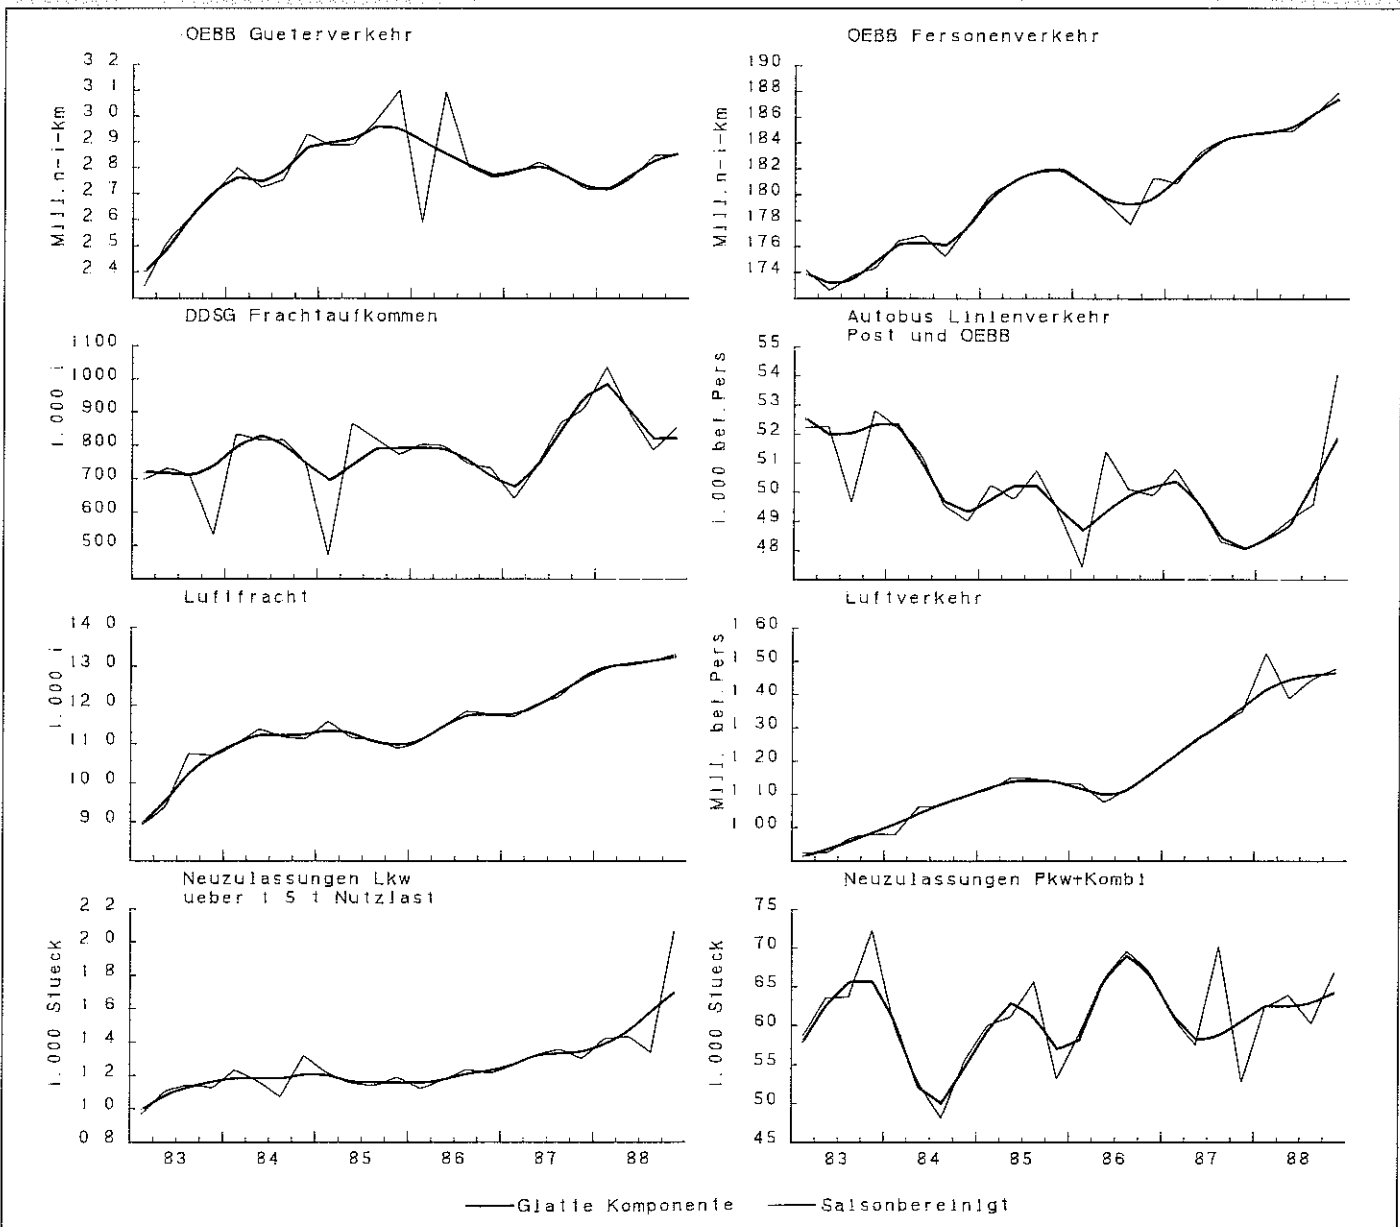 OEBB Gueterverkehr
Mill.n-t-km
3 2
3 1
3 0
2 9
2 8
2 7
2 6
2 5
2 4
OEBB Personenverkehr
Mill.n-t-km
190
188
186
184
182
180
178
176
174
DDSG Frachtaufkommen
1.000 t
1100
1000
900
800
700
600
500
Autobus Linienverkehr
Post und OEBB
1.000 bef.Pers
55
54
53
52
51
50
49
48
Luftfracht
1.000 t
14 0
13 0
12 0
11 0
10 0
9 0
Luftverkehr
Mill. bef.Pers
1 60
1 50
1 40
1 30
1 20
1 10
1 00
Neuzulassungen Lkw
ueber 1 5 t Nutzlast
1.000 Stueck
2 2
2 0
1 8
1 6
1 4
1 2
1 0
0 8
83 84 85 86 87 88
Neuzulassungen Pkw+Kombi
1.000 Stueck
75
70
65
60
55
50
45
83 84 85 86 87 88
Glatte Komponente Saisonbereinigt